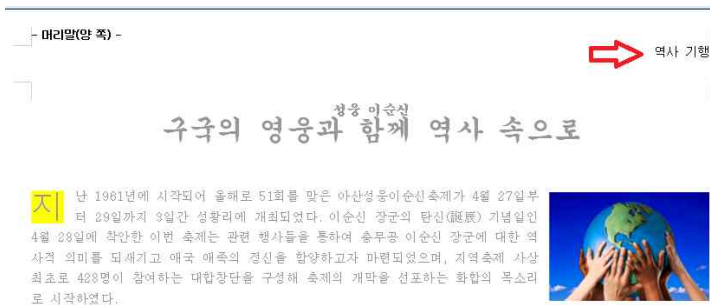 - 머리말(양 쪽) -
역사 기행
성웅 이순신
구국의 영웅과 함께 역사 속으로
지난 1961년에 시작되어 올해로 51회를 맞은 아산성웅이순신축제가 4월 27일부
터 29일까지 3일간 성황리에 개최되었다. 이순신 장군의 탄신(誕辰) 기념일인
4월 28일에 착안한 이번 축제는 관련 행사들을 통하여 충무공 이순신 장군에 대한 역
사적 의미를 되새기고 애국 애족의 정신을 함양하고자 마련되었으며, 지역축제 사상
최초로 428명이 참여하는 대합창단을 구성해 축제의 개막을 선포하는 화합의 목소리
로 시작하였다.